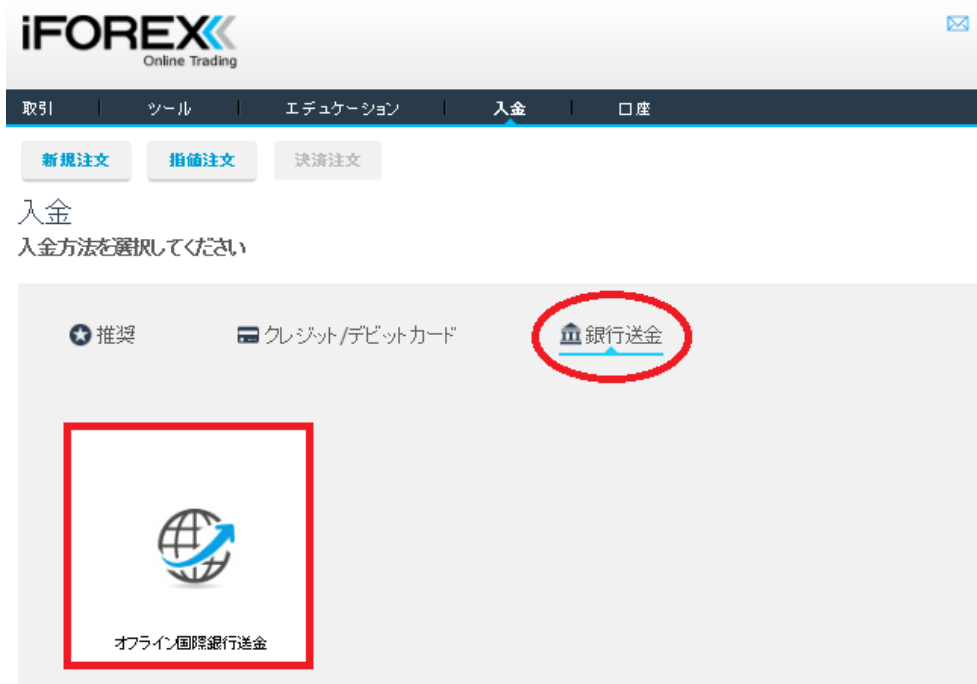 iFOREX
Online Trading
取引 ツール エデュケーション 入金 口座
新規注文 指値注文 決済注文
入金
入金方法を選択してください
推奨 クレジット/デビットカード 銀行送金
オフライン国際銀行送金